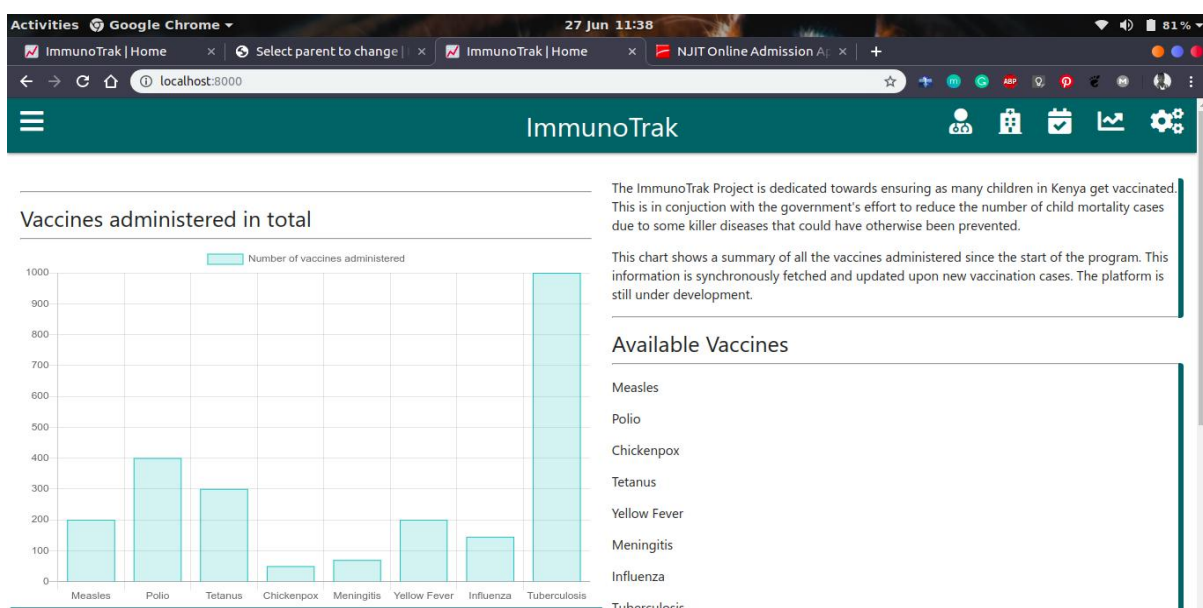 Activities Google Chrome 27 Jun 11:38 81%
ImmunoTrak | Home
Select parent to change |
ImmunoTrak | Home
NJIT Online Admission Ap
localhost:8000
ABP
ImmunoTrak
Vaccines administered in total
Number of vaccines administered
1000
900
800
700
600
500
400
300
200
100
0
Measles Polio Tetanus Chickenpox Meningitis Yellow Fever Influenza Tuberculosis
The ImmunoTrak Project is dedicated towards ensuring as many children in Kenya get vaccinated.
This is in conjuction with the government's effort to reduce the number of child mortality cases
due to some killer diseases that could have otherwise been prevented.
This chart shows a summary of all the vaccines administered since the start of the program. This
information is synchronously fetched and updated upon new vaccination cases. The platform is
still under development.
Available Vaccines
Measles
Polio
Chickenpox
Tetanus
Yellow Fever
Meningitis
Influenza
Tuberculosis